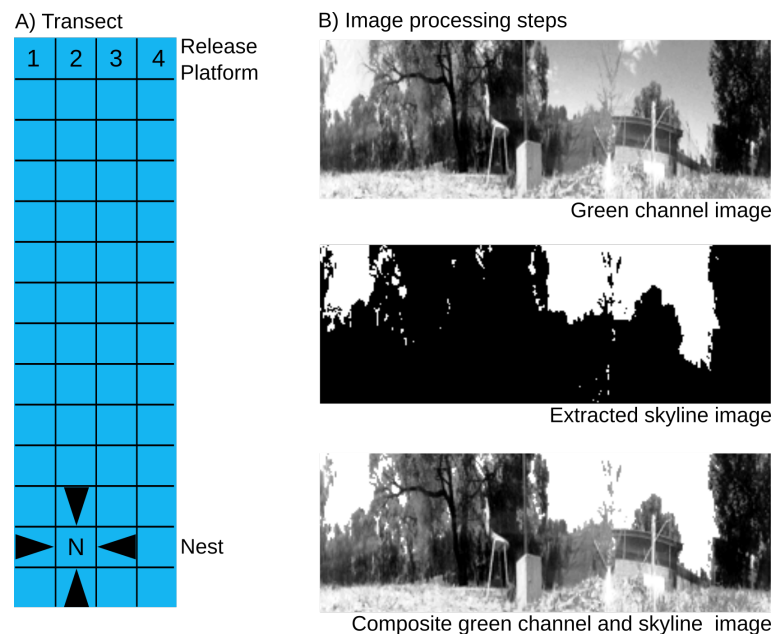 A) Transect
1 2 3 4
Release
Platform
N
Nest
B) Image processing steps
Green channel image
Extracted skyline image
Composite green channel and skyline image